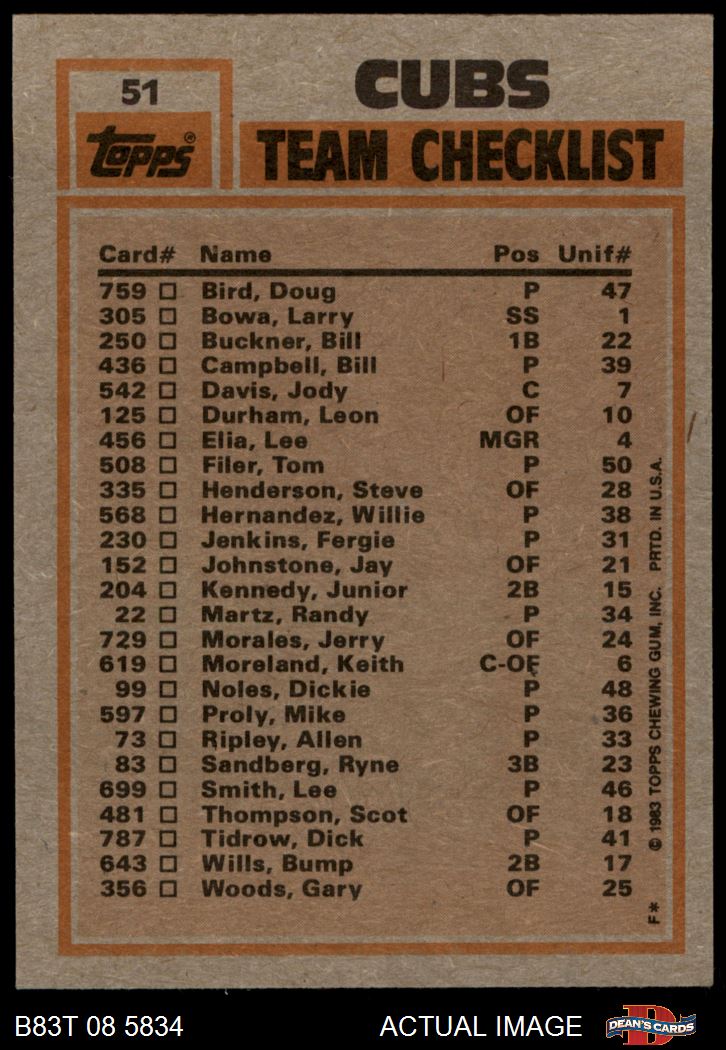 51
CUBS
Topps®
TEAM CHECKLIST
Card# Name Pos Unif#
759 □ Bird, Doug P 47
305 □ Bowa, Larry SS 1
250 □ Buckner, Bill 1B 22
436 □ Campbell, Bill P 39
542 □ Davis, Jody C 7
125 □ Durham, Leon OF 10
456 □ Elia, Lee MGR 4
508 □ Filer, Tom P 50
335 □ Henderson, Steve OF 28
568 □ Hernandez, Willie P 38
230 □ Jenkins, Fergie P 31
152 □ Johnstone, Jay OF 21
204 □ Kennedy, Junior 2B 15
22 □ Martz, Randy P 34
729 □ Morales, Jerry OF 24
619 □ Moreland, Keith C-OF 6
99 □ Noles, Dickie P 48
597 □ Proly, Mike P 36
73 □ Ripley, Allen P 33
83 □ Sandberg, Ryne 3B 23
699 □ Smith, Lee P 46
481 □ Thompson, Scot OF 18
787 □ Tidrow, Dick P 41
643 □ Wills, Bump 2B 17
356 □ Woods, Gary OF 25
F* © 1983 TOPPS CHEWING GUM, INC. PRTD. IN U.S.A.
B83T 08 5834 ACTUAL IMAGE
D
DEAN'S CARDS